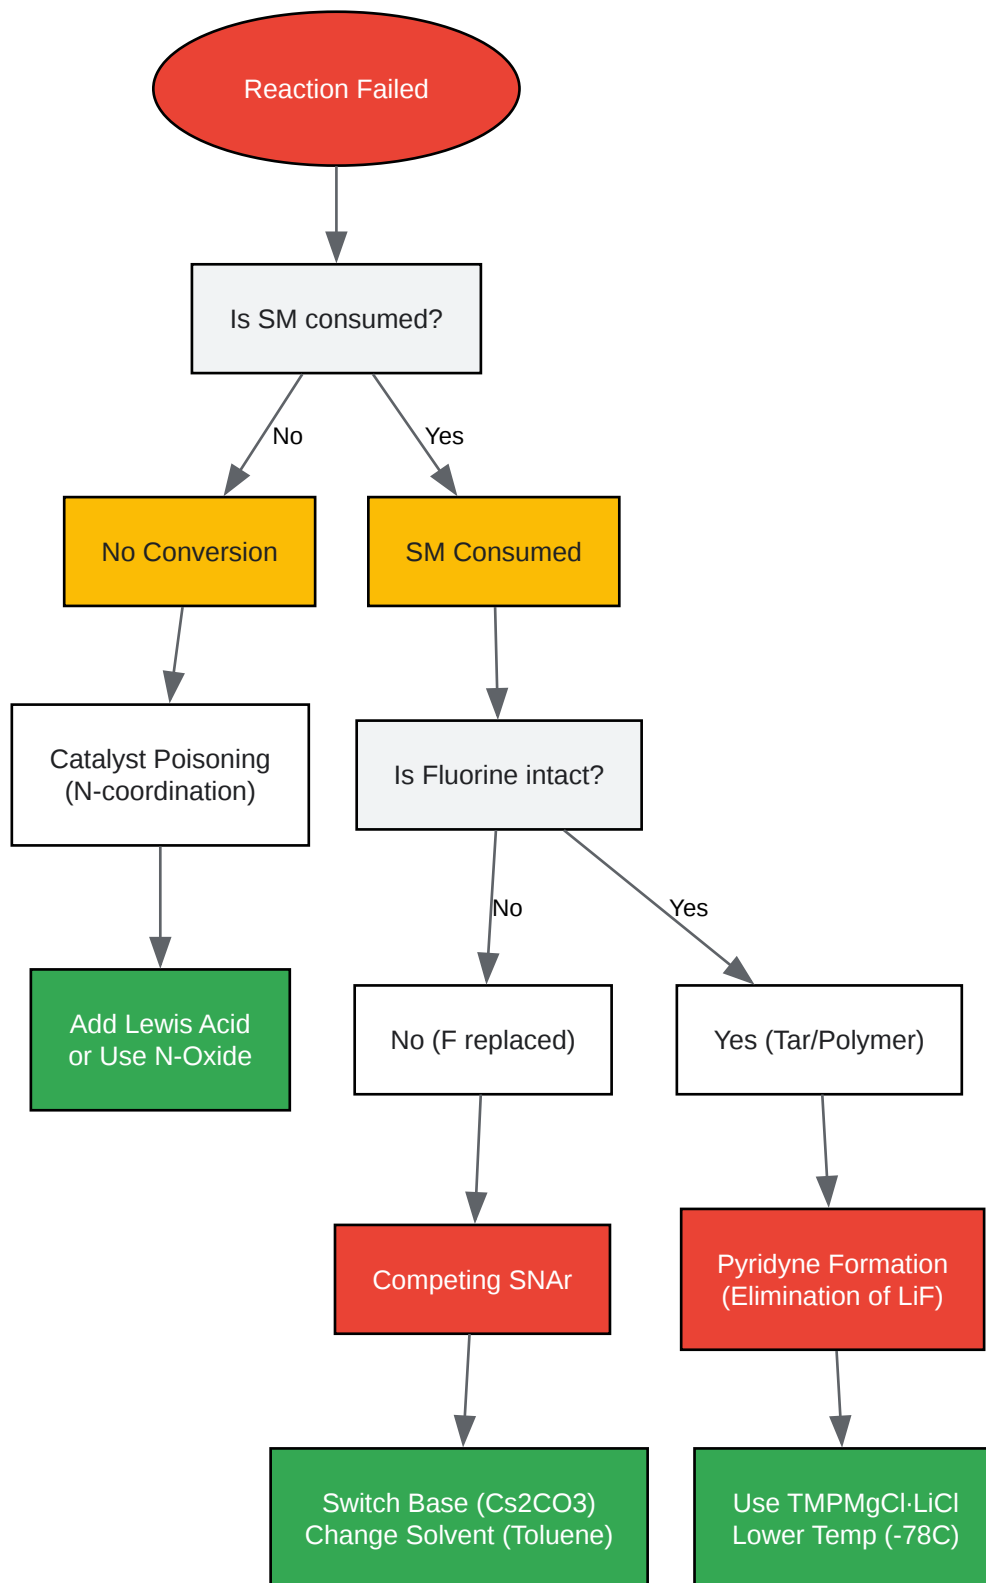 Reaction Failed
Is SM consumed?
No
Yes
No Conversion
SM Consumed
Catalyst Poisoning
(N-coordination)
Is Fluorine intact?
No
Yes
Add Lewis Acid
or Use N-Oxide
No (F replaced)
Yes (Tar/Polymer)
Competing SNAr
Pyridyne Formation
(Elimination of LiF)
Switch Base (Cs2CO3)
Change Solvent (Toluene)
Use TMPMgCl·LiCl
Lower Temp (-78C)